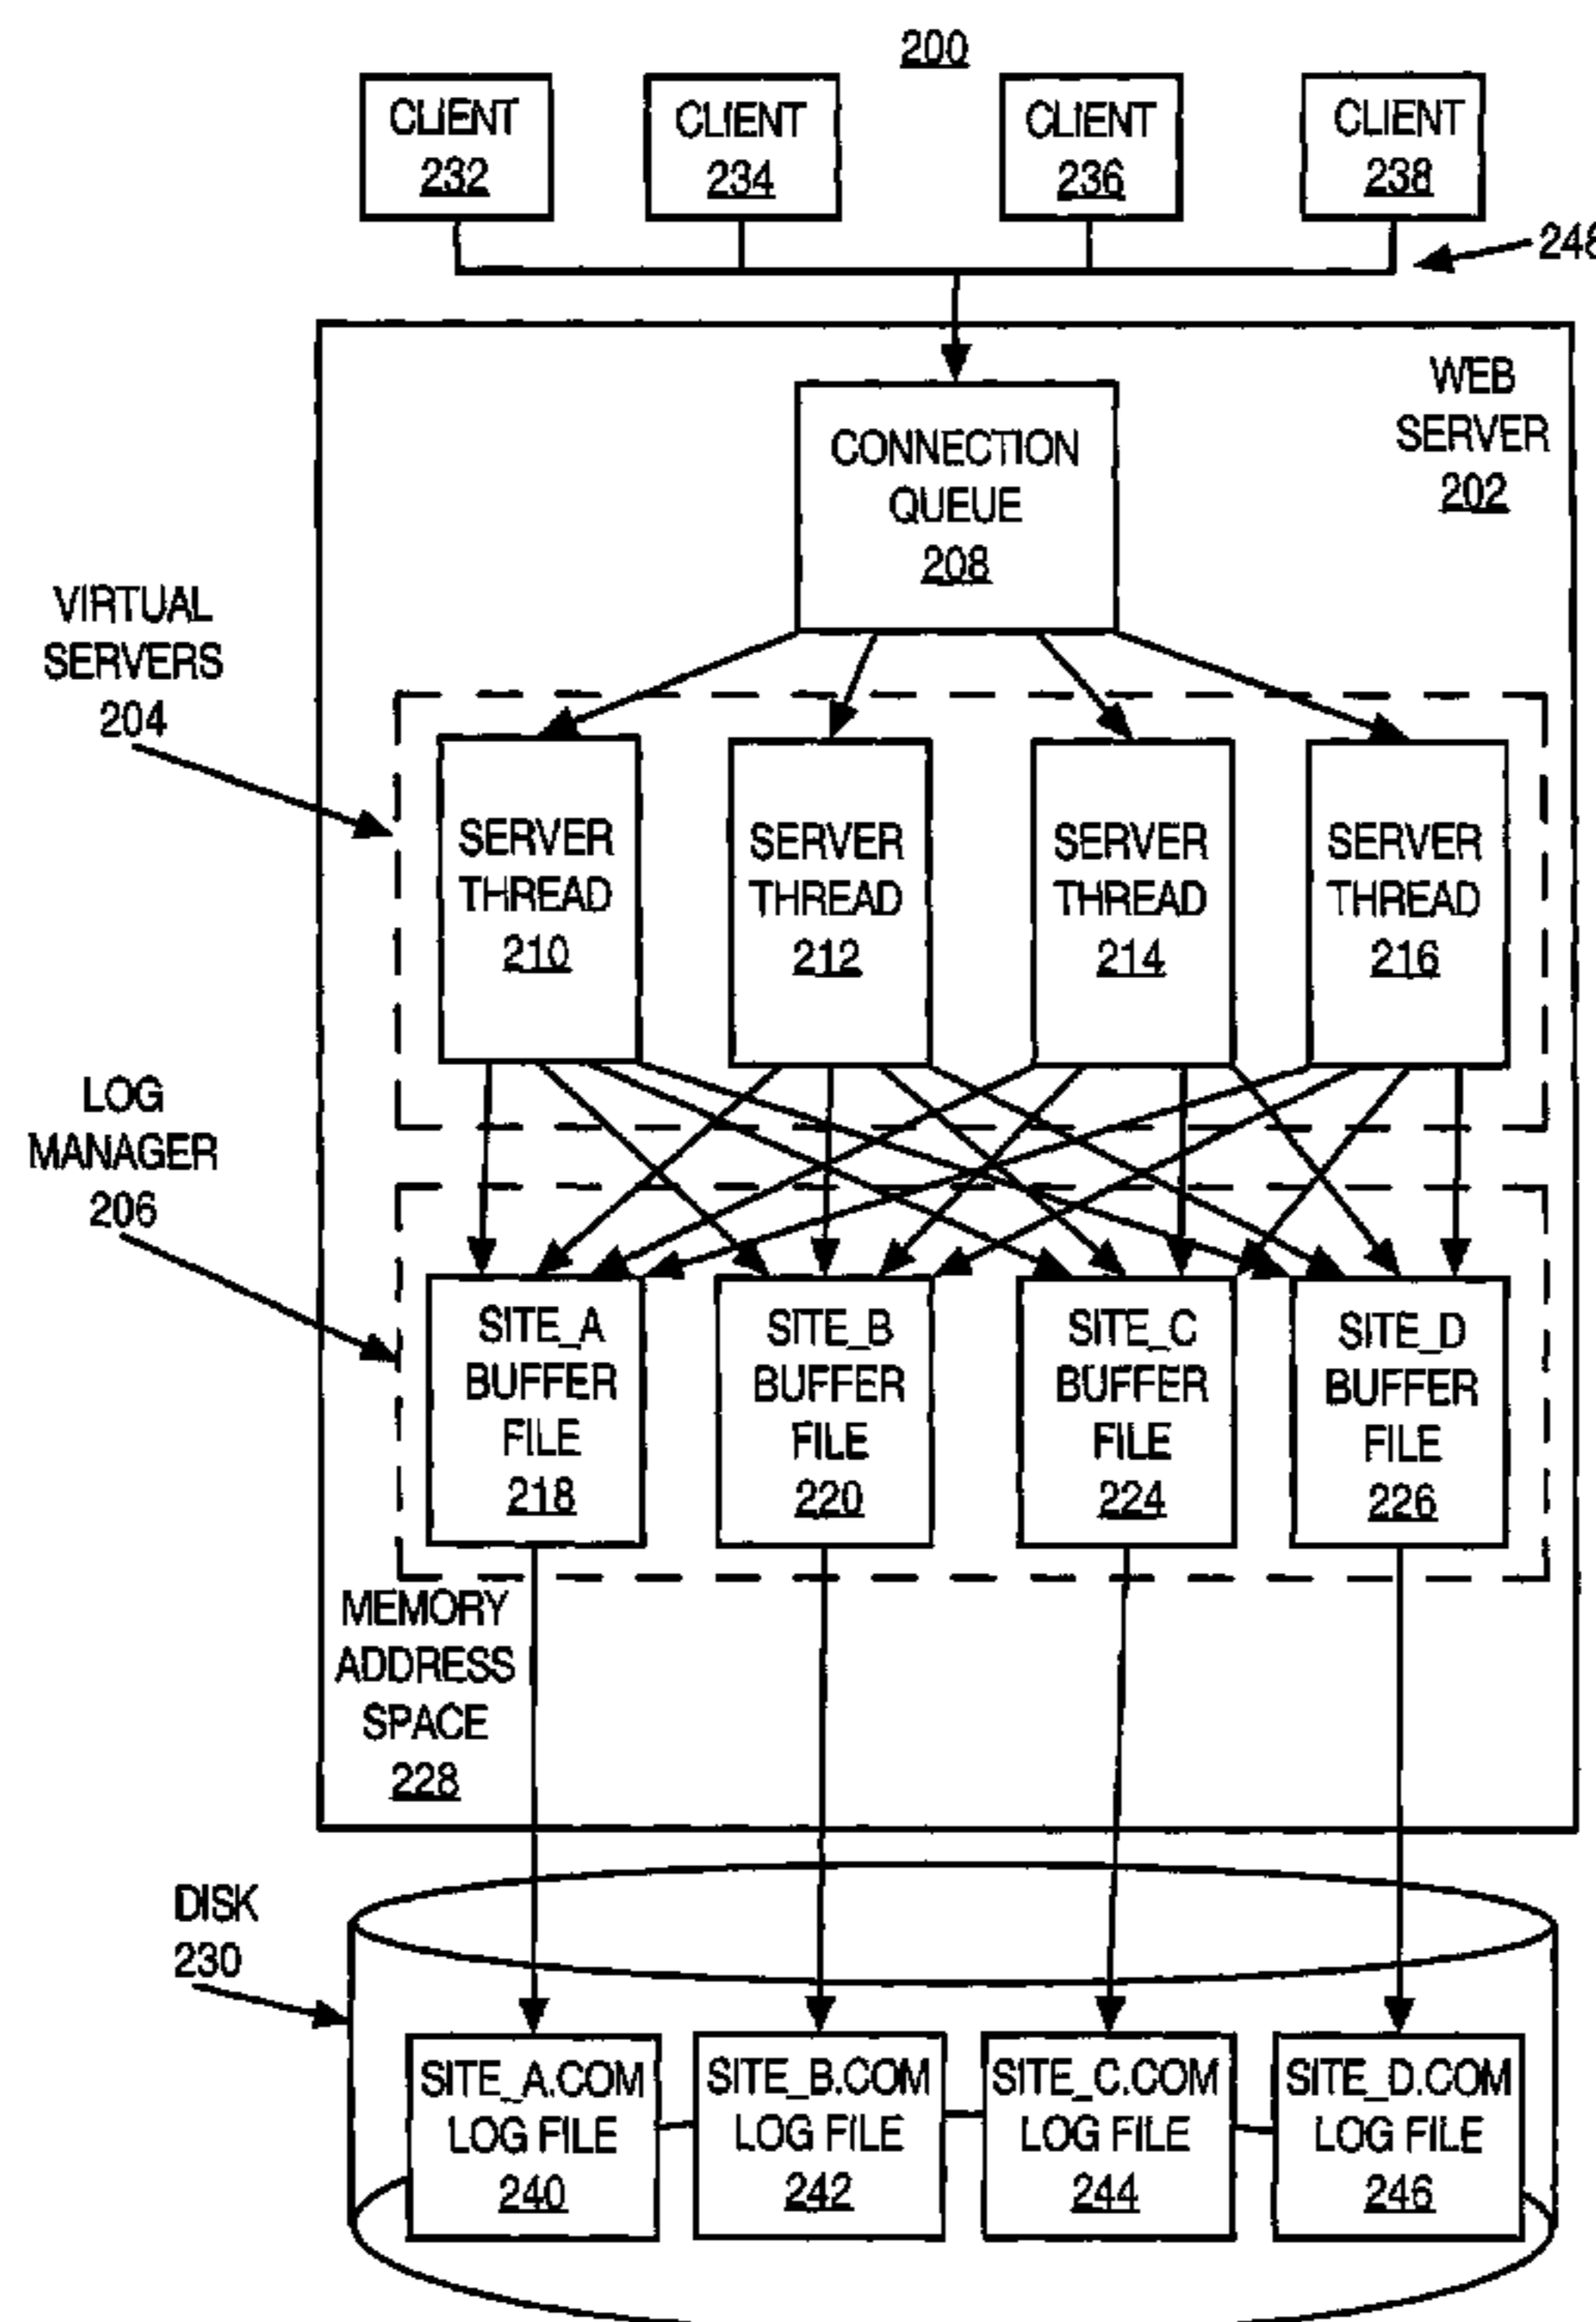 200
CLIENT
232
CLIENT
234
CLIENT
236
CLIENT
238
248
WEB
SERVER
202
CONNECTION
QUEUE
208
VIRTUAL
SERVERS
204
SERVER
THREAD
210
SERVER
THREAD
212
SERVER
THREAD
214
SERVER
THREAD
216
LOG
MANAGER
206
SITE_A
BUFFER
FILE
218
SITE_B
BUFFER
FILE
220
SITE_C
BUFFER
FILE
224
SITE_D
BUFFER
FILE
226
MEMORY
ADDRESS
SPACE
228
DISK
230
SITE_A.COM
LOG FILE
240
SITE_B.COM
LOG FILE
242
SITE_C.COM
LOG FILE
244
SITE_D.COM
LOG FILE
246